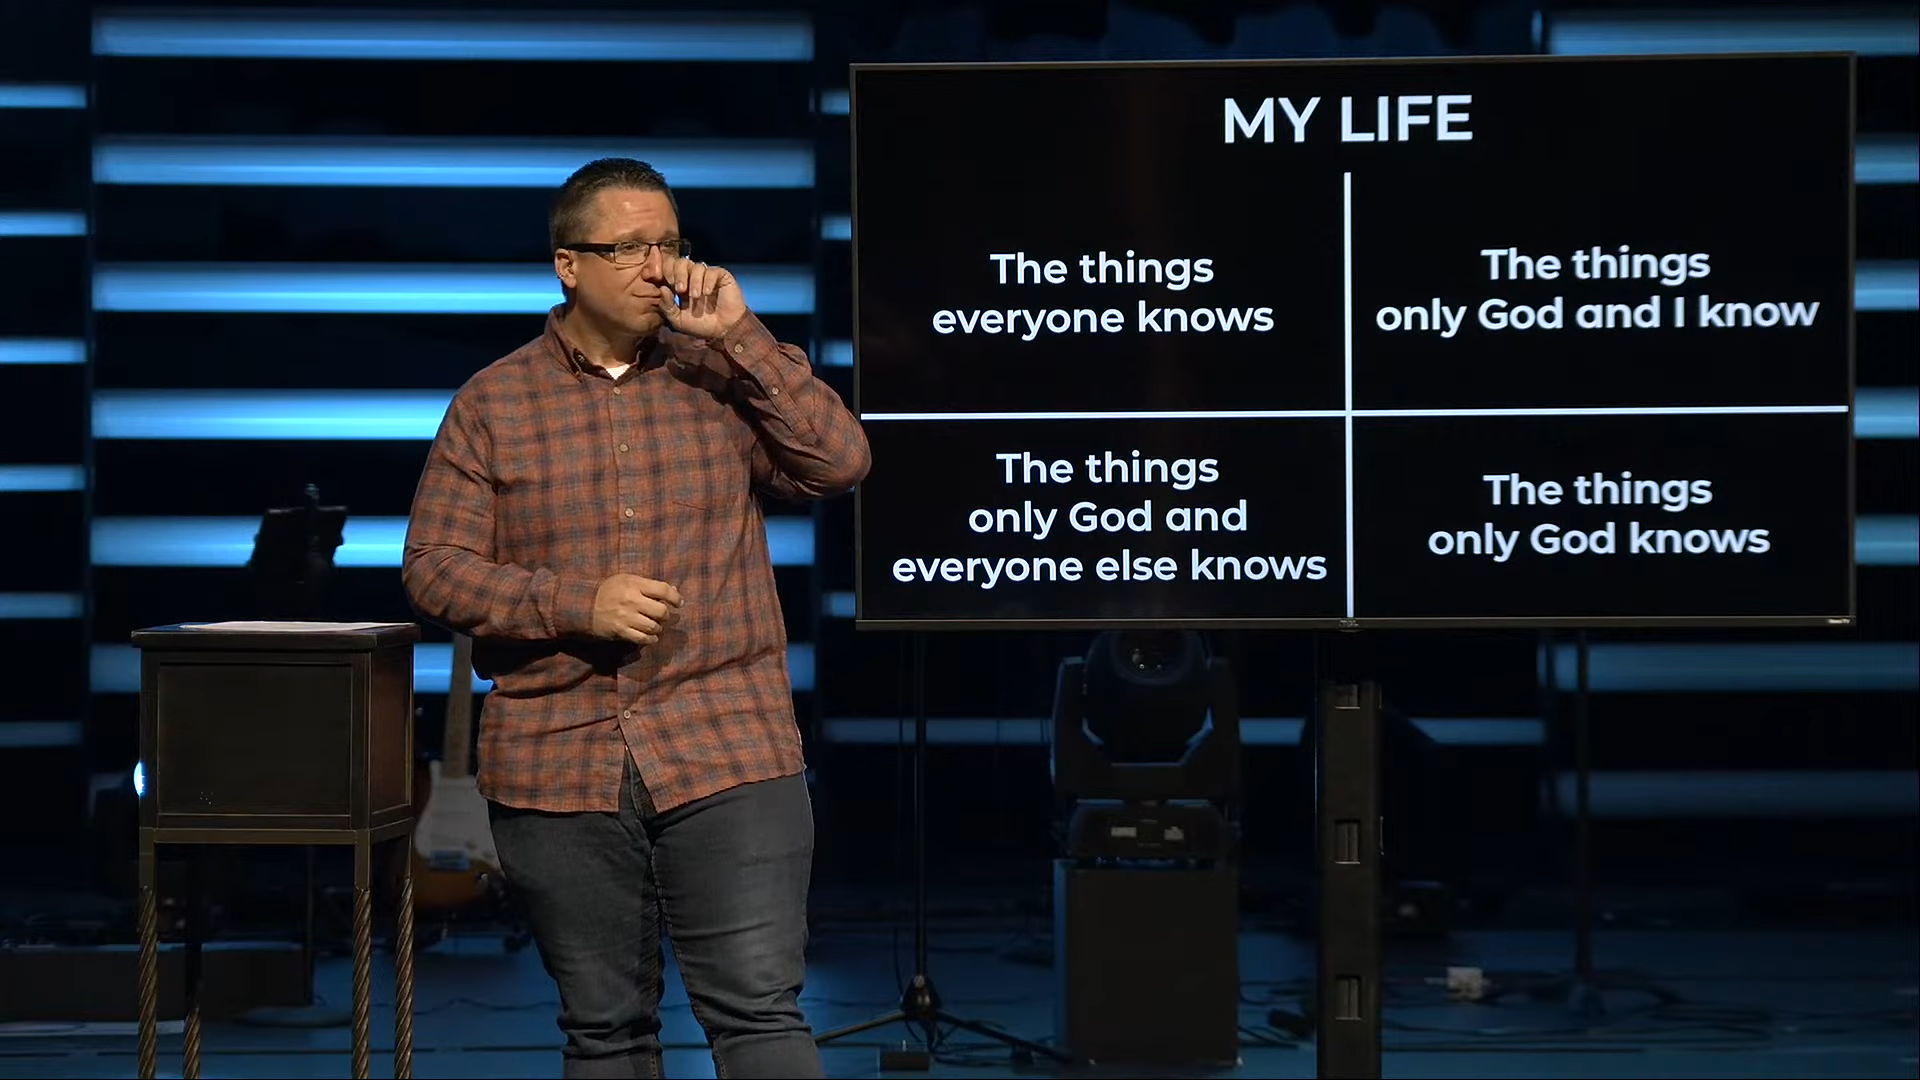 MY LIFE
The things
everyone knows
The things
only God and I know
The things
only God and
everyone else knows
The things
only God knows
TCL